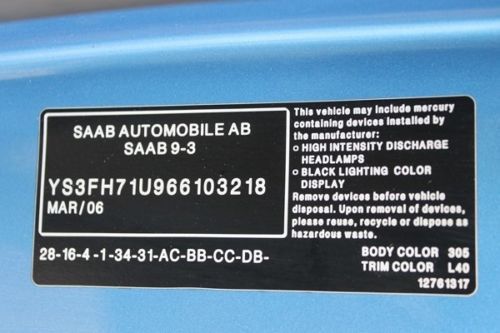 SAAB AUTOMOBILE AB
SAAB 9-3
YS3FH71U966103218
MAR/06
28-16-4-1-34-31-AC-BB-CC-DB-
This vehicle may include mercury
containing devices installed by
the manufacturer:
○ HIGH INTENSITY DISCHARGE
HEADLAMPS
○ BLACK LIGHTING COLOR
DISPLAY
Remove devices before vehicle
disposal. Upon removal of devices,
please reuse, recycle or dispose as
hazardous waste.
BODY COLOR 305
TRIM COLOR L40
12761317